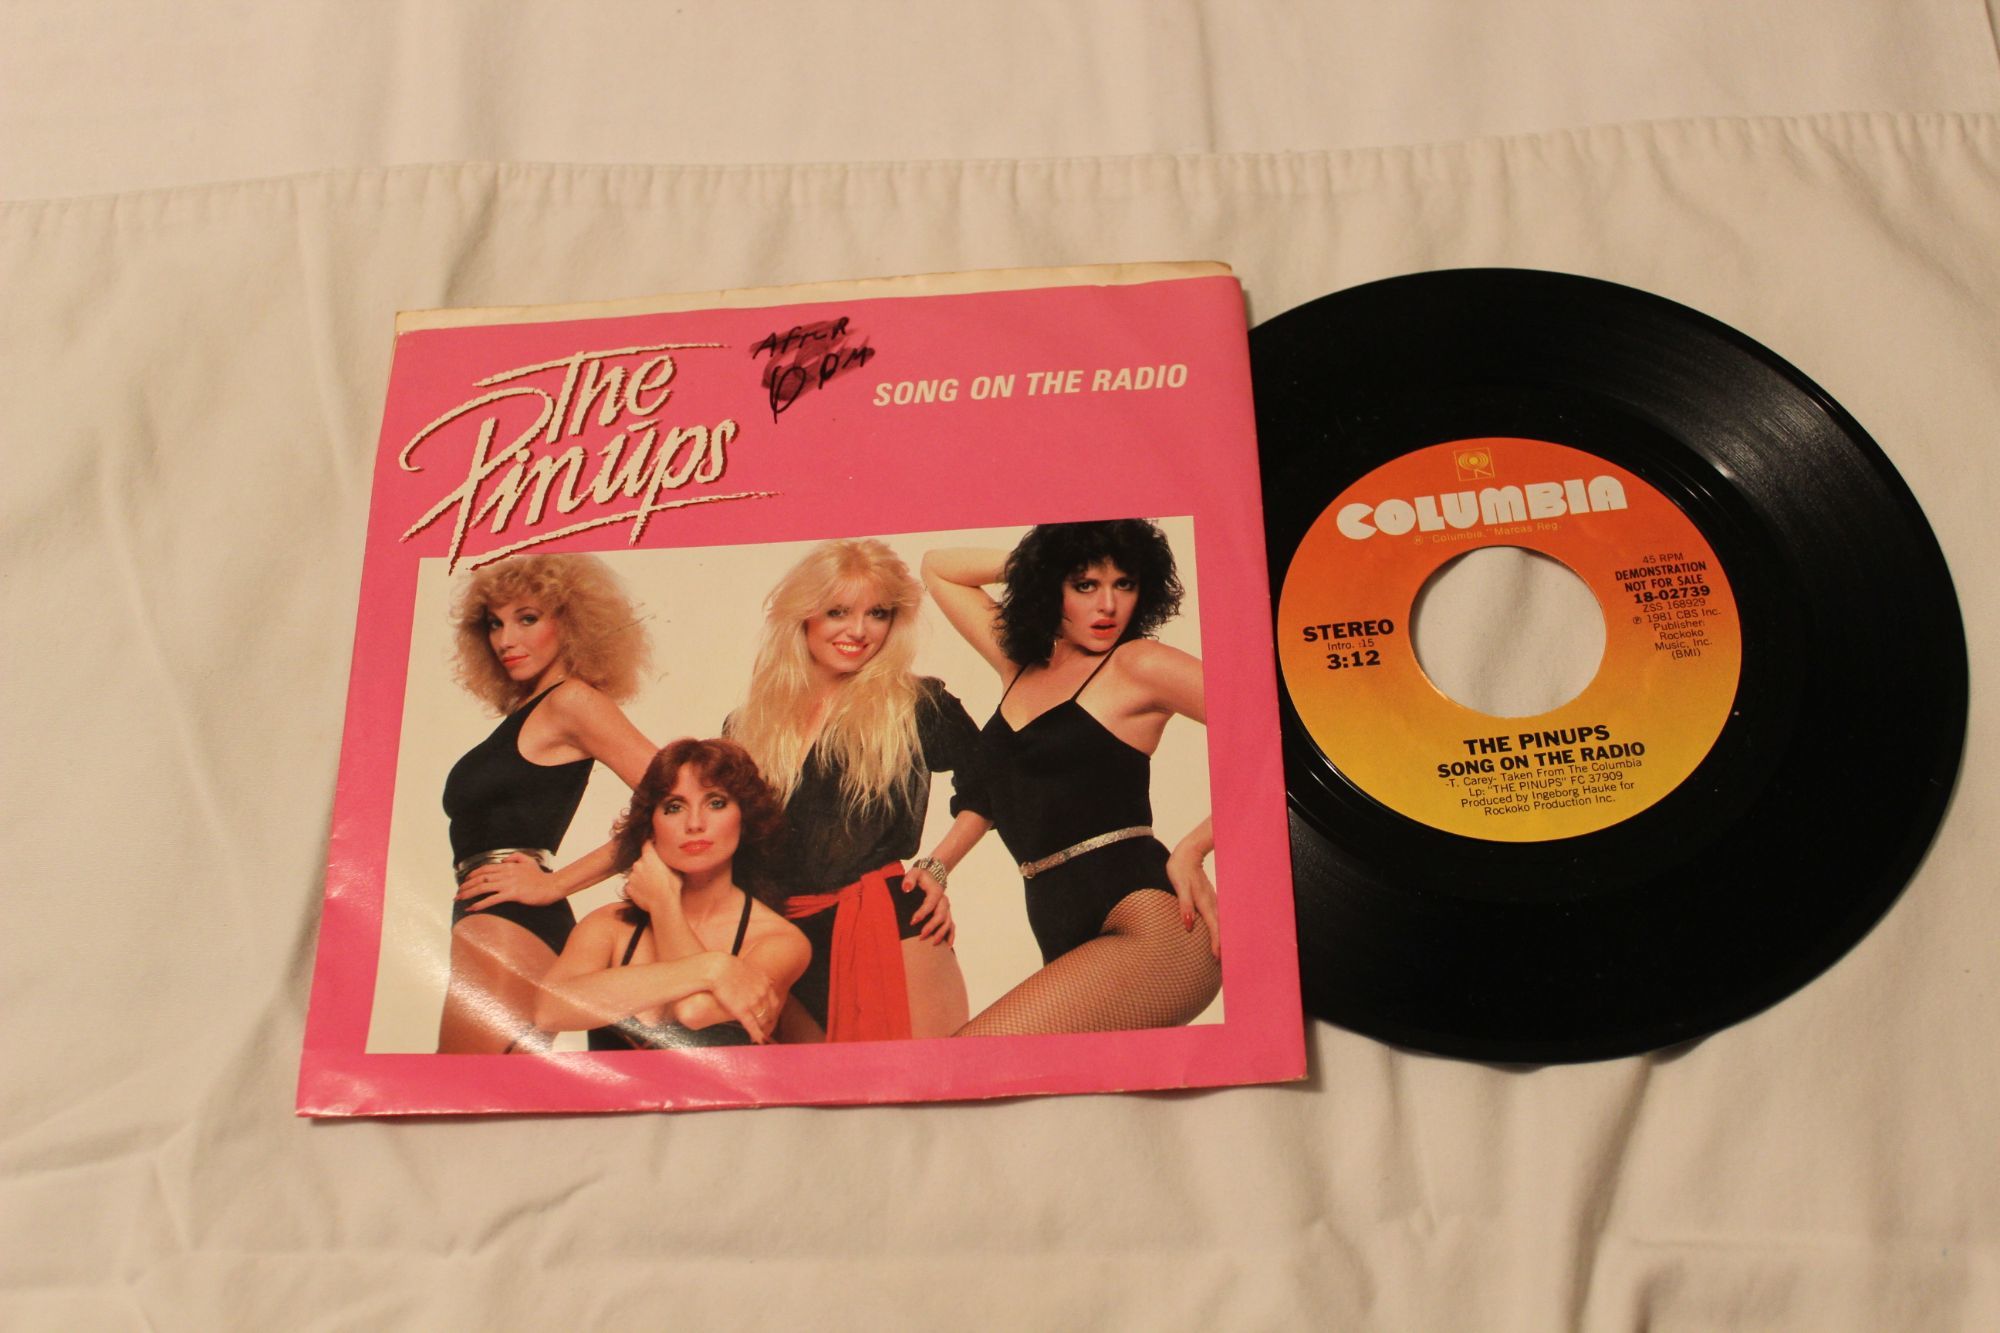 The
Pinups
AfteR
6 PM
SONG ON THE RADIO
COLUMBIA
® "Columbia," Marcas Reg.
45 RPM
DEMONSTRATION
NOT FOR SALE
18-02739
ZSS 168929
℗ 1981 CBS Inc.
Publisher:
Rockoko
Music, Inc.
(BMI)
STEREO
Intro. :15
3:12
THE PINUPS
SONG ON THE RADIO
-T. Carey- Taken From The Columbia
Lp: "THE PINUPS" FC 37909
Produced by Ingeborg Hauke for
Rockoko Production Inc.